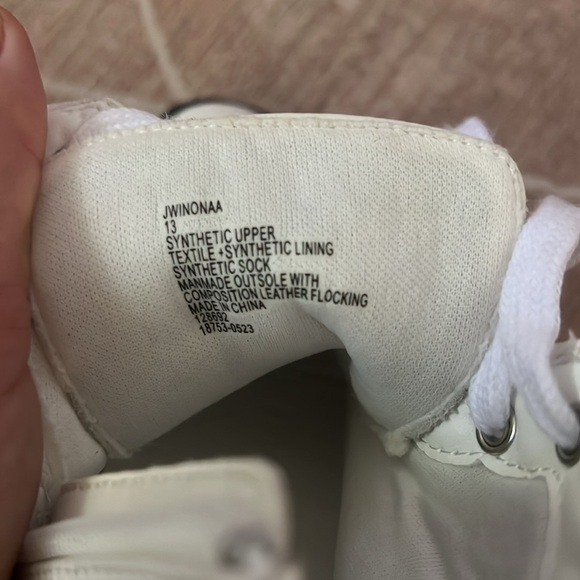 JWINONAA
13
SYNTHETIC UPPER
TEXTILE +SYNTHETIC LINING
SYNTHETIC SOCK
MANMADE OUTSOLE WITH
COMPOSITION LEATHER FLOCKING
MADE IN CHINA
128692
18753-0523